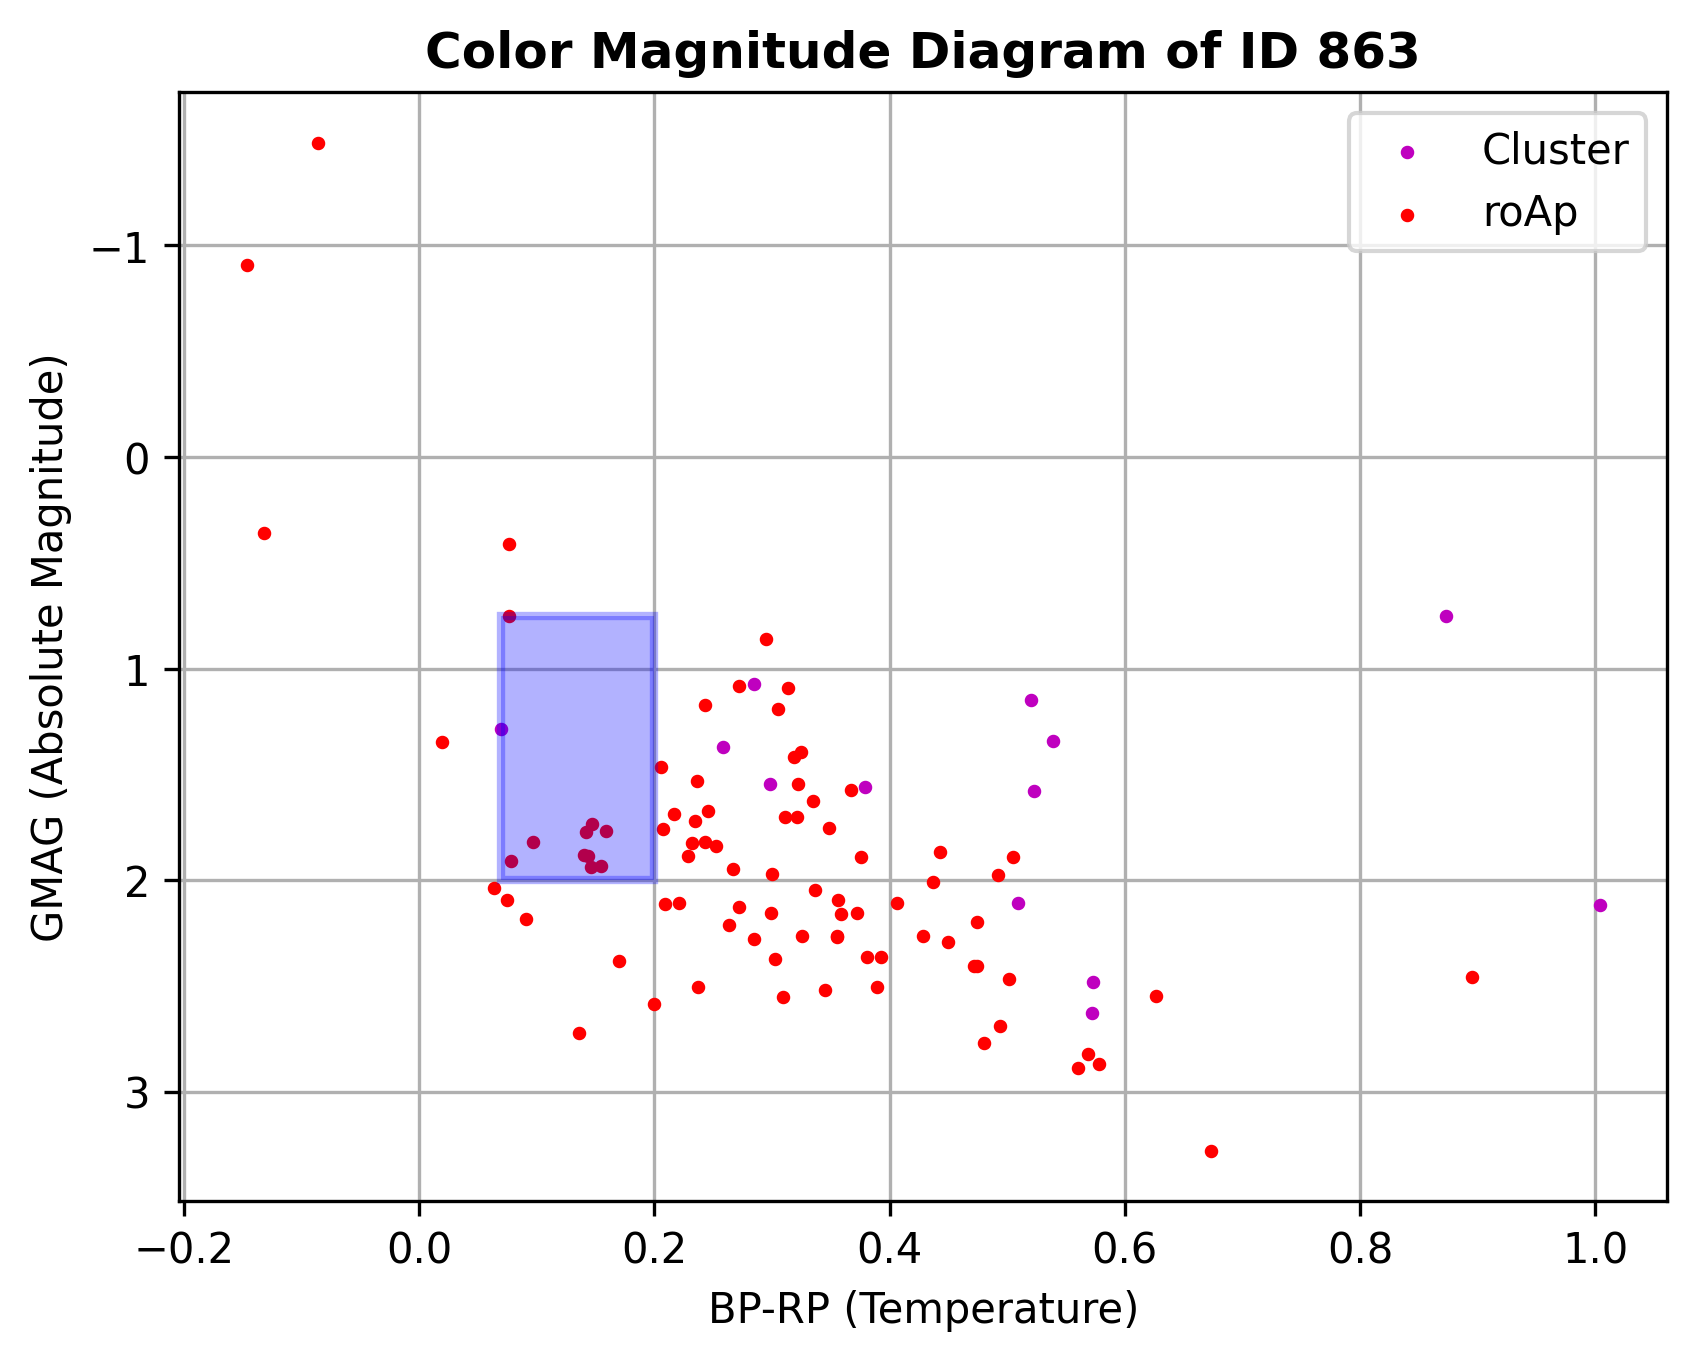 Color Magnitude Diagram of ID 863
Cluster
roAp
GMAG (Absolute Magnitude)
−1
0
1
2
3
−0.2 0.0 0.2 0.4 0.6 0.8 1.0
BP-RP (Temperature)